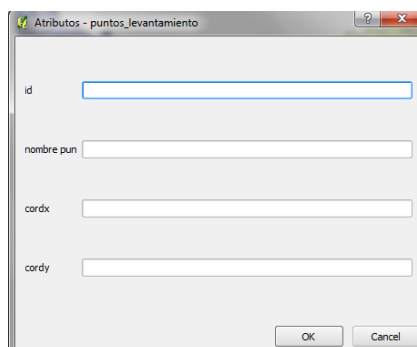 Atributos - puntos_levantamiento
id
nombre pun
cordx
cordy
OK Cancel